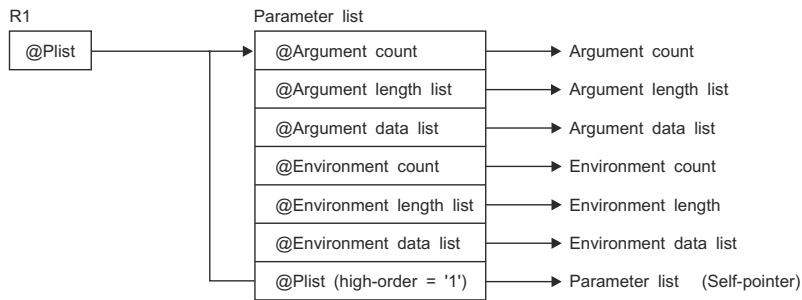 R1
Parameter list
@Plist
@Argument count
Argument count
@Argument length list
Argument length list
@Argument data list
Argument data list
@Environment count
Environment count
@Environment length list
Environment length
@Environment data list
Environment data list
@Plist (high-order = '1')
Parameter list (Self-pointer)